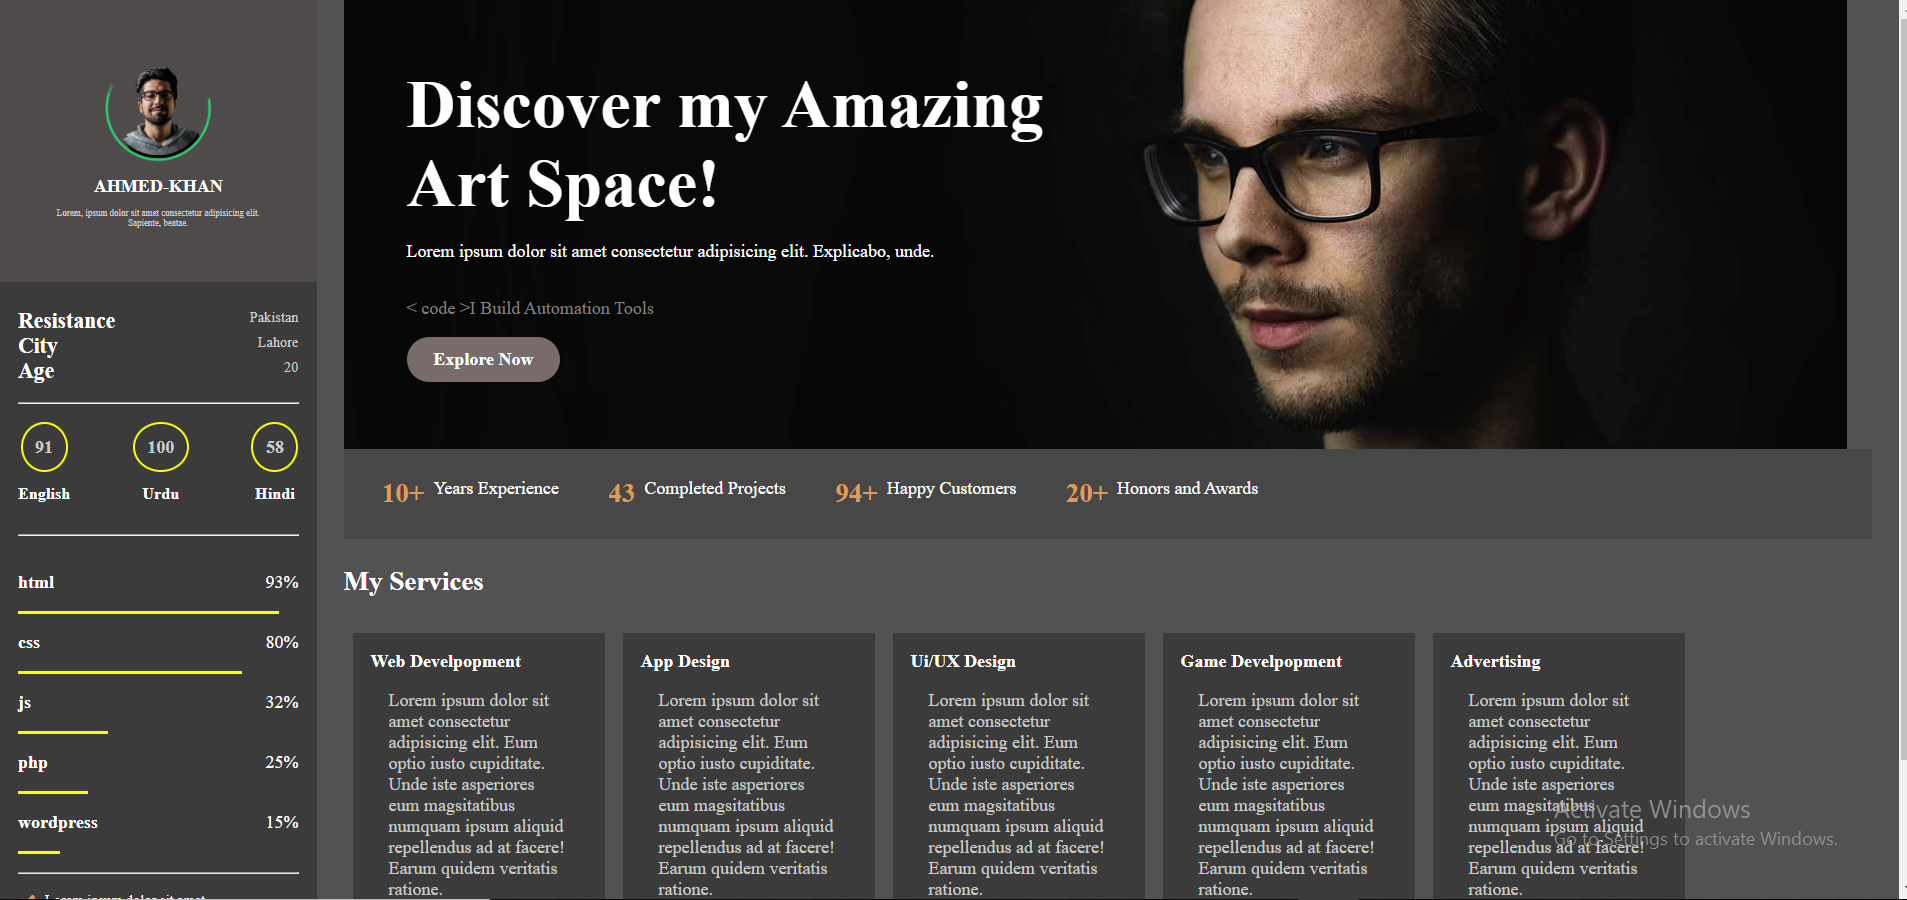 AHMED-KHAN
Lorem, ipsum dolor sit amet consectetur adipisicing elit.
Sapiente, beatae.
Resistance Pakistan
City Lahore
Age 20
91 100 58
English Urdu Hindi
html 93%
css 80%
js 32%
php 25%
wordpress 15%
Lorem ipsum dolor sit amet
Discover my Amazing
Art Space!
Lorem ipsum dolor sit amet consectetur adipisicing elit. Explicabo, unde.
< code >I Build Automation Tools
Explore Now
10+ Years Experience 43 Completed Projects 94+ Happy Customers 20+ Honors and Awards
My Services
Web Develpopment
Lorem ipsum dolor sit
amet consectetur
adipisicing elit. Eum
optio iusto cupiditate.
Unde iste asperiores
eum magsitatibus
numquam ipsum aliquid
repellendus ad at facere!
Earum quidem veritatis
ratione.
App Design
Lorem ipsum dolor sit
amet consectetur
adipisicing elit. Eum
optio iusto cupiditate.
Unde iste asperiores
eum magsitatibus
numquam ipsum aliquid
repellendus ad at facere!
Earum quidem veritatis
ratione.
Ui/UX Design
Lorem ipsum dolor sit
amet consectetur
adipisicing elit. Eum
optio iusto cupiditate.
Unde iste asperiores
eum magsitatibus
numquam ipsum aliquid
repellendus ad at facere!
Earum quidem veritatis
ratione.
Game Develpopment
Lorem ipsum dolor sit
amet consectetur
adipisicing elit. Eum
optio iusto cupiditate.
Unde iste asperiores
eum magsitatibus
numquam ipsum aliquid
repellendus ad at facere!
Earum quidem veritatis
ratione.
Advertising
Lorem ipsum dolor sit
amet consectetur
adipisicing elit. Eum
optio iusto cupiditate.
Unde iste asperiores
eum magsitatibus
numquam ipsum aliquid
repellendus ad at facere!
Earum quidem veritatis
ratione.
Activate Windows
Go to Settings to activate Windows.